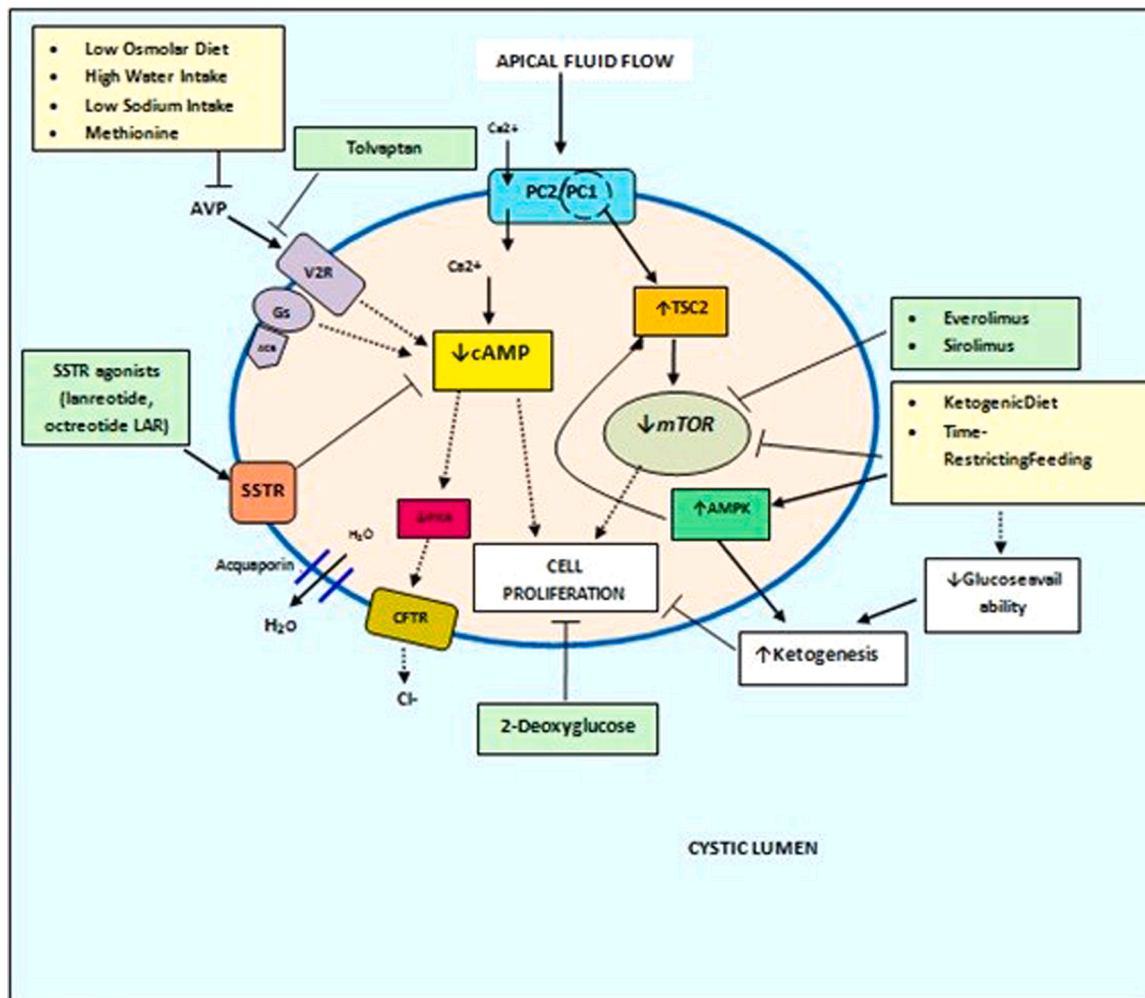 Low Osmolar Diet
High Water Intake
Low Sodium Intake
Methionine
APICAL FLUID FLOW
Ca2+
Tolvaptan
PC2/PC1
AVP
V2R
Gs
Ca2+
↑TSC2
↓cAMP
Everolimus
Sirolimus
SSTR agonists
(lanreotide,
octreotide LAR)
↓mTOR
KetogenicDiet
Time-
RestrictingFeeding
SSTR
↑AMPK
H₂O
Acquaporin
H₂O
CELL
PROLIFERATION
↓Glucoseavail
ability
CFTR
↑Ketogenesis
Cl-
2-Deoxyglucose
CYSTIC LUMEN